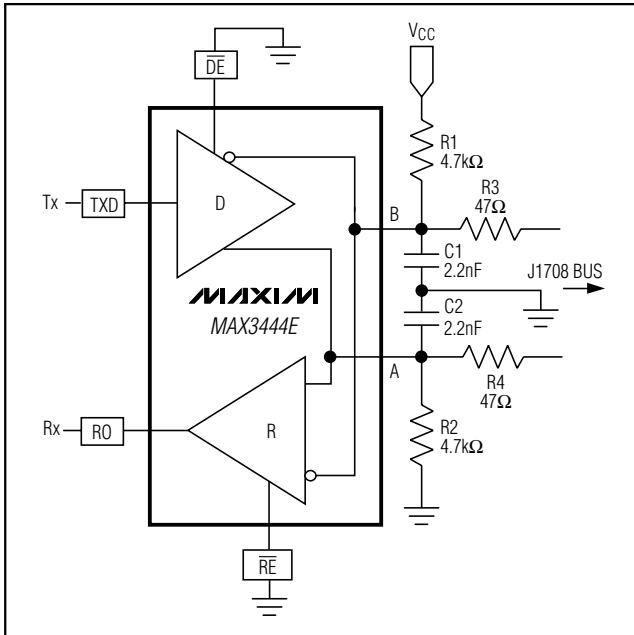 VCC
DE
R1
4.7kΩ
Tx
TXD
D
B
R3
47Ω
C1
2.2nF
J1708 BUS
MAXIM
MAX3444E
C2
2.2nF
A
R4
47Ω
Rx
RO
R
R2
4.7kΩ
RE